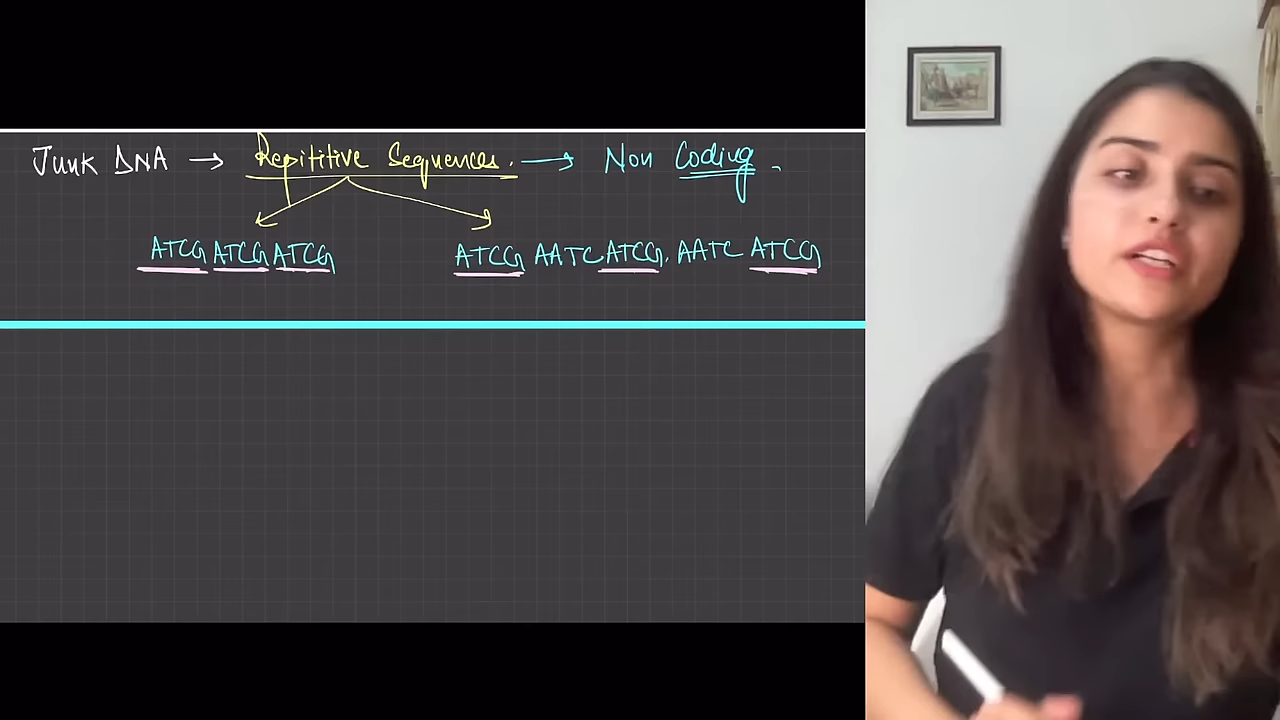 Junk DNA → Repititive Sequences. → Non Coding.
ATCG ATCG ATCG ATCG AATC ATCG. AATC ATCG